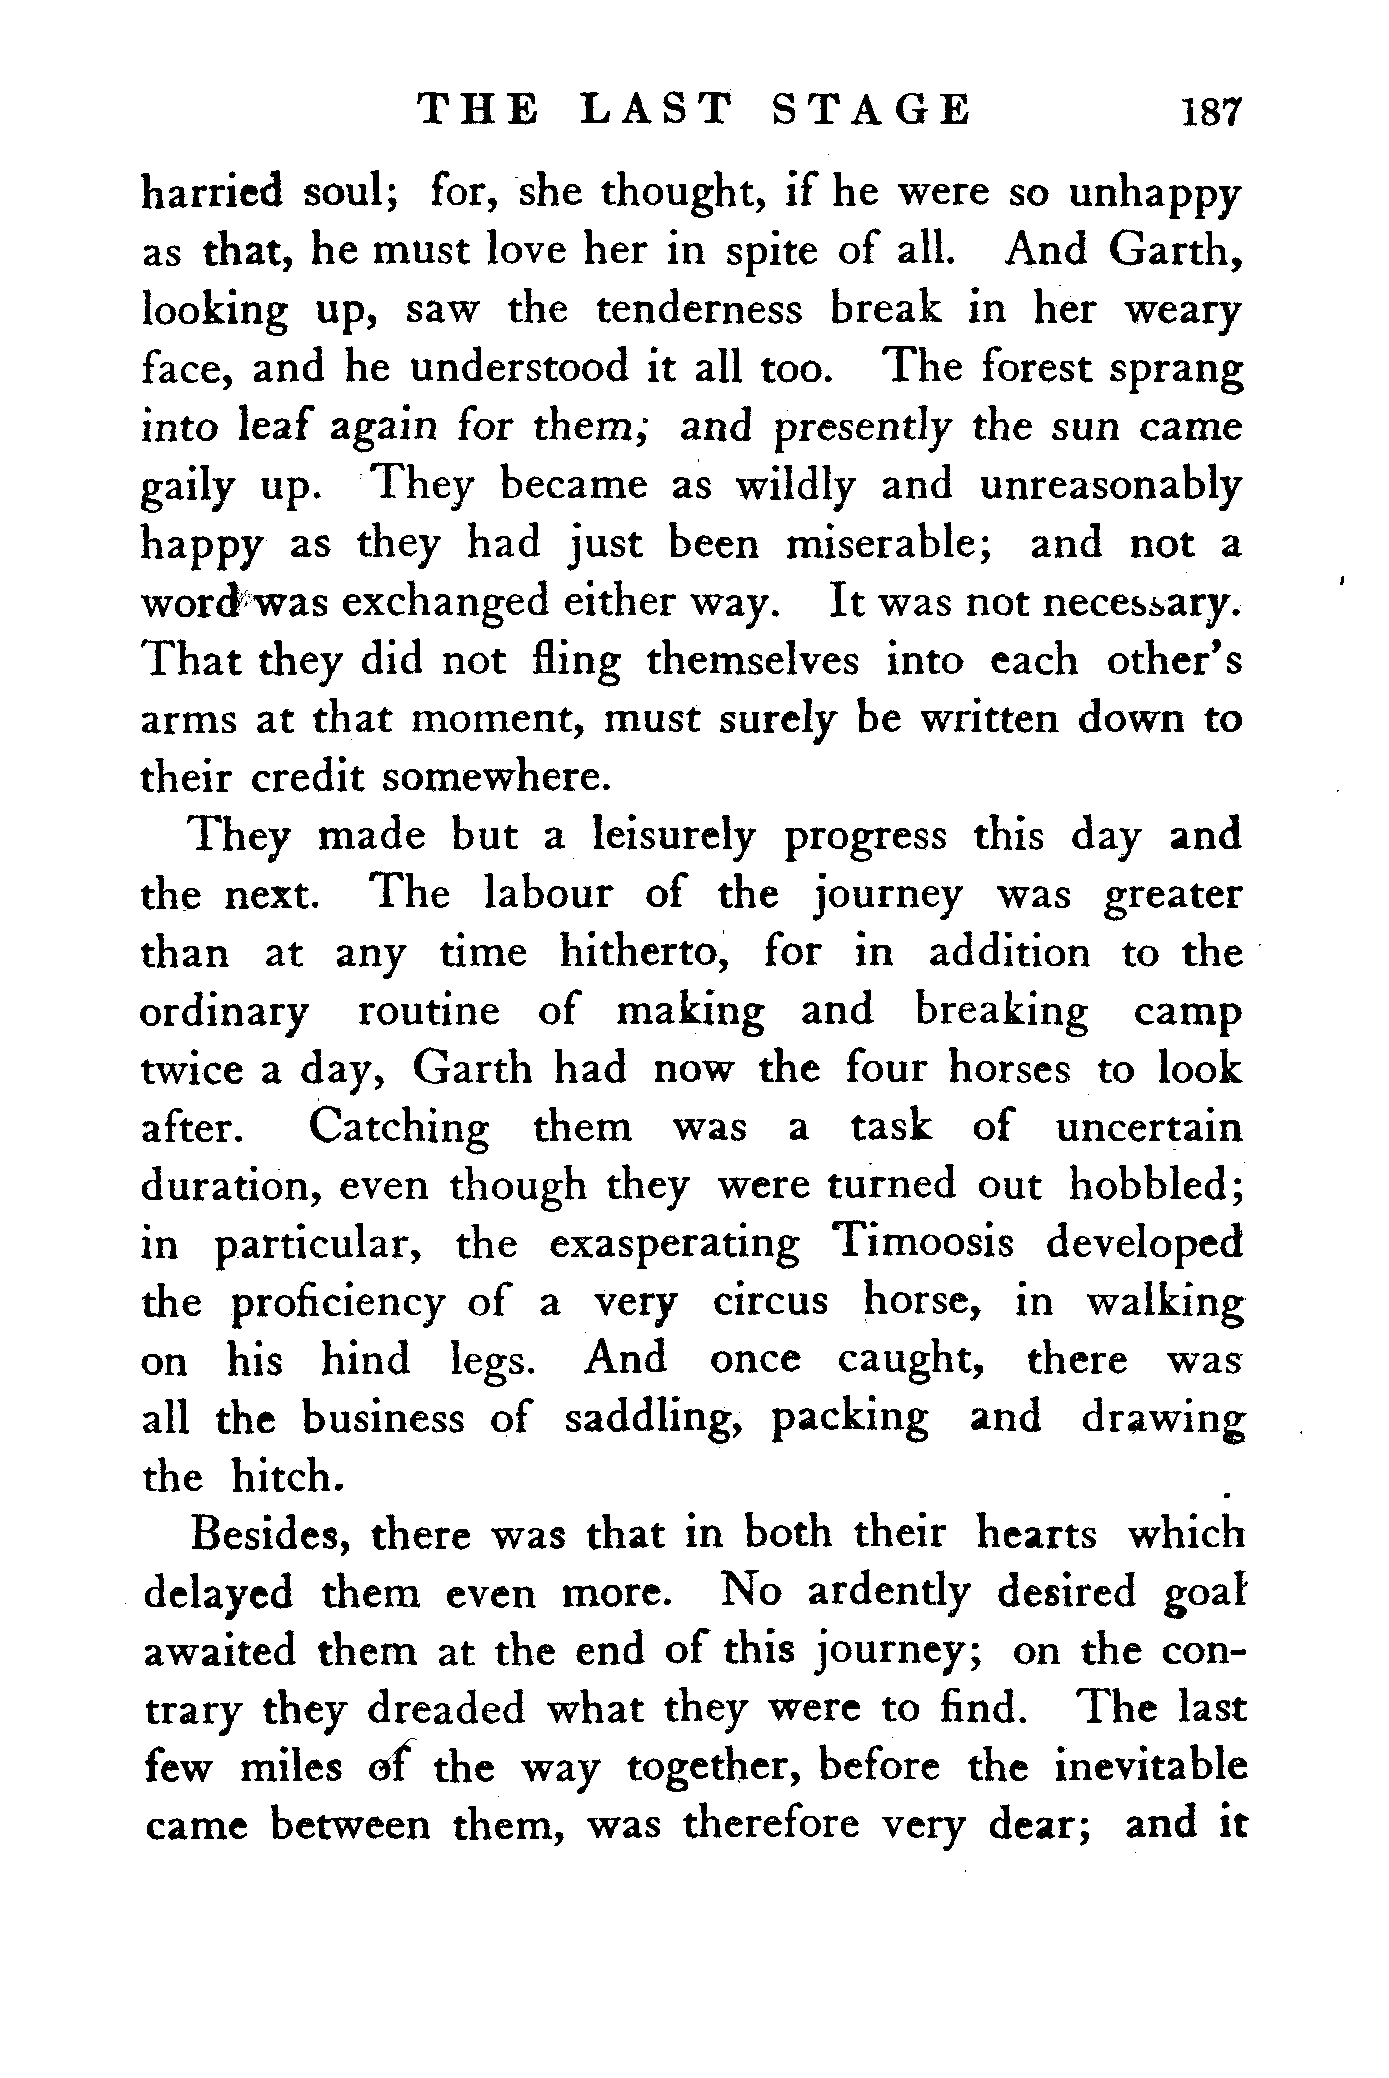 THE LAST STAGE 187
harried soul; for, she thought, if he were so unhappy
as that, he must love her in spite of all. And Garth,
looking up, saw the tenderness break in her weary
face, and he understood it all too. The forest sprang
into leaf again for them; and presently the sun came
gaily up. They became as wildly and unreasonably
happy as they had just been miserable; and not a
word was exchanged either way. It was not necessary.
That they did not fling themselves into each other's
arms at that moment, must surely be written down to
their credit somewhere.
They made but a leisurely progress this day and
the next. The labour of the journey was greater
than at any time hitherto, for in addition to the
ordinary routine of making and breaking camp
twice a day, Garth had now the four horses to look
after. Catching them was a task of uncertain
duration, even though they were turned out hobbled;
in particular, the exasperating Timoosis developed
the proficiency of a very circus horse, in walking
on his hind legs. And once caught, there was
all the business of saddling, packing and drawing
the hitch.
Besides, there was that in both their hearts which
delayed them even more. No ardently desired goal
awaited them at the end of this journey; on the con-
trary they dreaded what they were to find. The last
few miles of the way together, before the inevitable
came between them, was therefore very dear; and it